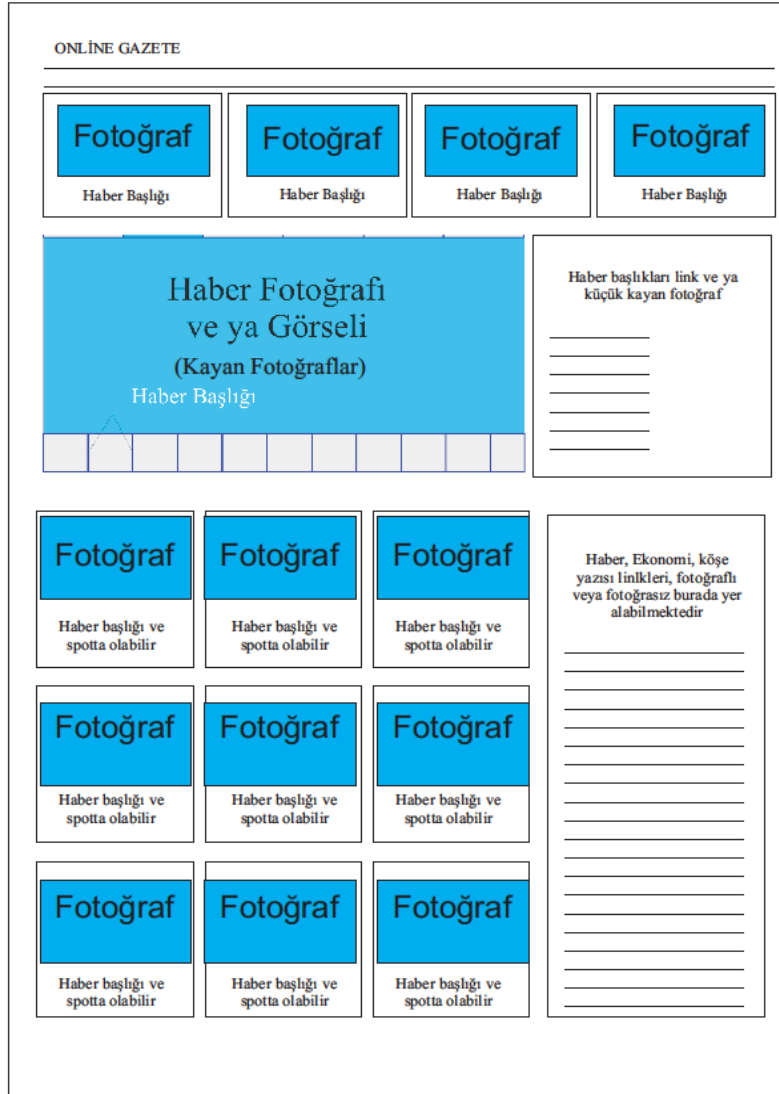 ONLİNE GAZETE
Fotoğraf
Haber Başlığı
Fotoğraf
Haber Başlığı
Fotoğraf
Haber Başlığı
Fotoğraf
Haber Başlığı
Haber Fotoğrafı
ve ya Görseli
(Kayan Fotoğraflar)
Haber Başlığı
Haber başlıkları link ve ya
küçük kayan fotoğraf
Fotoğraf
Haber başlığı ve
spotta olabilir
Fotoğraf
Haber başlığı ve
spotta olabilir
Fotoğraf
Haber başlığı ve
spotta olabilir
Haber, Ekonomi, köşe
yazısı linlkleri, fotoğraflı
veya fotoğrasız burada yer
alabilmektedir
Fotoğraf
Haber başlığı ve
spotta olabilir
Fotoğraf
Haber başlığı ve
spotta olabilir
Fotoğraf
Haber başlığı ve
spotta olabilir
Fotoğraf
Haber başlığı ve
spotta olabilir
Fotoğraf
Haber başlığı ve
spotta olabilir
Fotoğraf
Haber başlığı ve
spotta olabilir